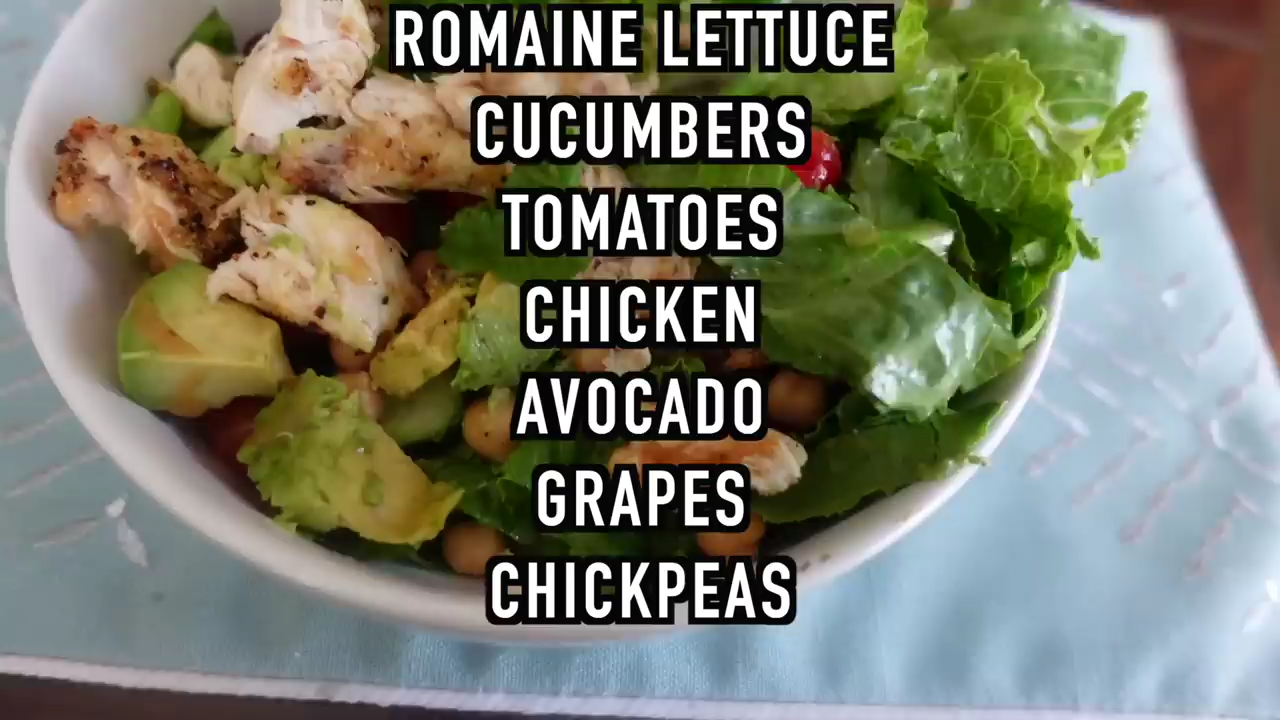 ROMAINE LETTUCE
CUCUMBERS
TOMATOES
CHICKEN
AVOCADO
GRAPES
CHICKPEAS